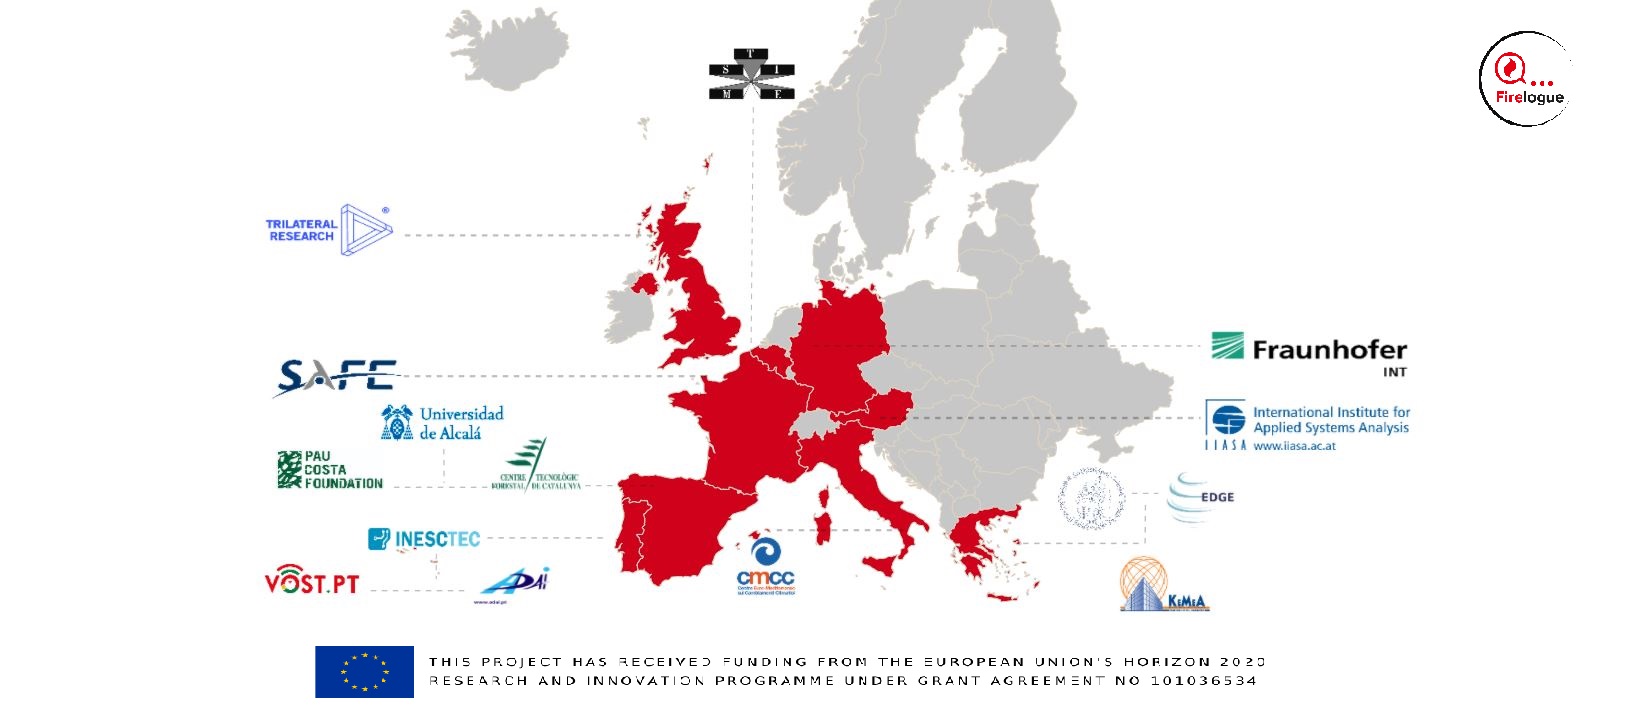 T
S I
M E
Firelogue
TRILATERAL
RESEARCH
®
SAFE
Universidad
de Alcalá
PAU
COSTA
FOUNDATION
CENTRE TECNOLÒGIC
FORESTAL DE CATALUNYA
INESCTEC
VOST.PT
ADAi
www.adai.pt
cmcc
Centro Euro-Mediterraneo
sui Cambiamenti Climatici
Fraunhofer
INT
IIASA
International Institute for
Applied Systems Analysis
www.iiasa.ac.at
EDGE
KEMEA
THIS PROJECT HAS RECEIVED FUNDING FROM THE EUROPEAN UNION'S HORIZON 2020
RESEARCH AND INNOVATION PROGRAMME UNDER GRANT AGREEMENT NO 101036534